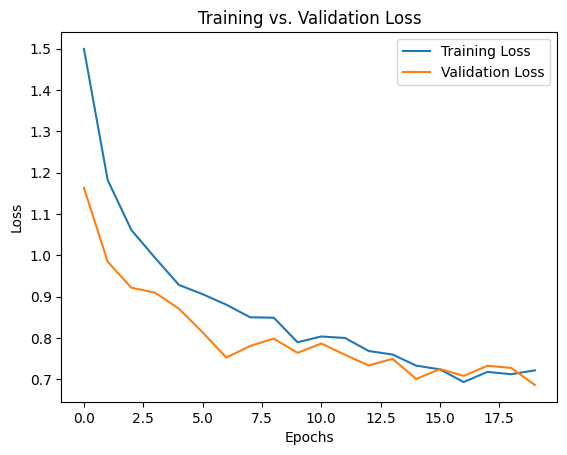 Training vs. Validation Loss
Training Loss
Validation Loss
1.5
1.4
1.3
1.2
1.1
1.0
0.9
0.8
0.7
Loss
0.0 2.5 5.0 7.5 10.0 12.5 15.0 17.5
Epochs